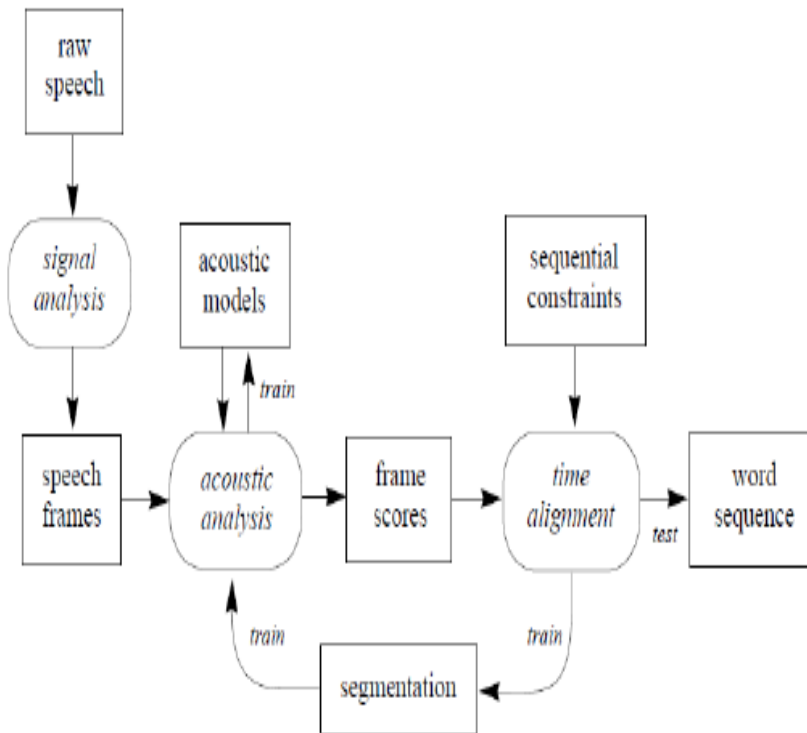 raw
speech
signal
analysis
acoustic
models
sequential
constraints
train
speech
frames
acoustic
analysis
frame
scores
time
alignment
test
word
sequence
train
train
segmentation